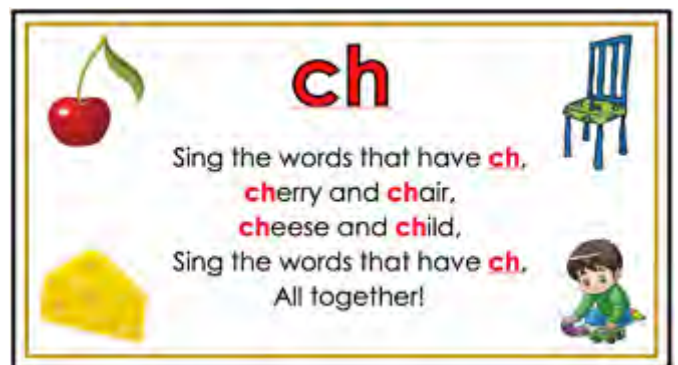 ch
Sing the words that have ch,
cherry and chair,
cheese and child,
Sing the words that have ch,
All together!